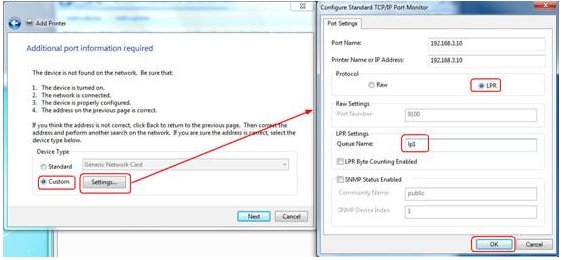 Add Printer
Additional port information required
The device is not found on the network. Be sure that:
1. The device is turned on.
2. The network is connected.
3. The device is properly configured.
4. The address on the previous page is correct.
If you think the address is not correct, click Back to return to the previous page. Then correct the
address and perform another search on the network. If you are sure the address is correct, select the
device type below.
Device Type
Standard
Generic Network Card
Custom
Settings...
Next
Cancel
Configure Standard TCP/IP Port Monitor
Port Settings
Port Name:
192.168.3.10
Printer Name or IP Address:
192.168.3.10
Protocol
Raw
LPR
Raw Settings
Port Number:
9100
LPR Settings
Queue Name:
lp1
LPR Byte Counting Enabled
SNMP Status Enabled
Community Name:
public
SNMP Device Index:
1
OK
Cancel